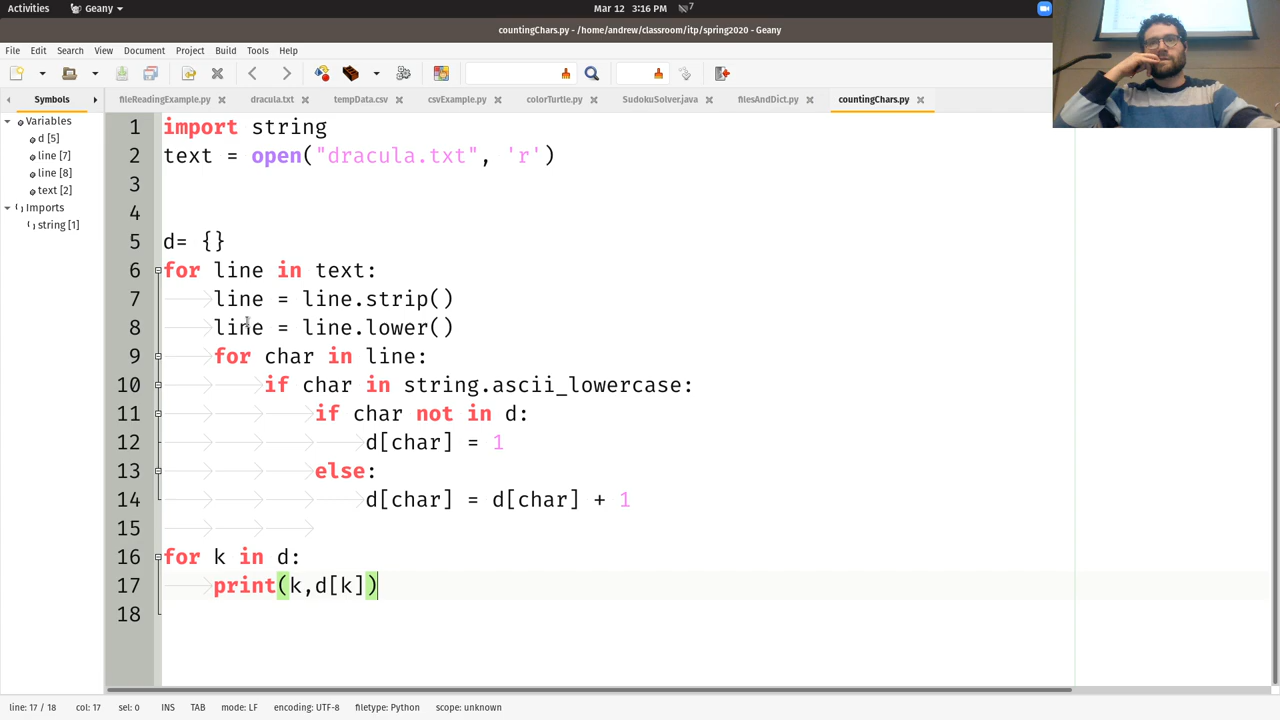 Activities Geany Mar 12 3:16 PM 7
countingChars.py - /home/andrew/classroom/itp/spring2020 - Geany
File Edit Search View Document Project Build Tools Help
Symbols fileReadingExample.py dracula.txt tempData.csv csvExample.py colorTurtle.py SudokuSolver.java filesAndDict.py countingChars.py
Variables
d [5]
line [7]
line [8]
text [2]
Imports
string [1]
1 import string
2 text = open("dracula.txt", 'r')
3
4
5 d= {}
6 for line in text:
7 line = line.strip()
8 line = line.lower()
9 for char in line:
10 if char in string.ascii_lowercase:
11 if char not in d:
12 d[char] = 1
13 else:
14 d[char] = d[char] + 1
15
16 for k in d:
17 print(k,d[k])
18
line: 17 / 18 col: 17 sel: 0 INS TAB mode: LF encoding: UTF-8 filetype: Python scope: unknown